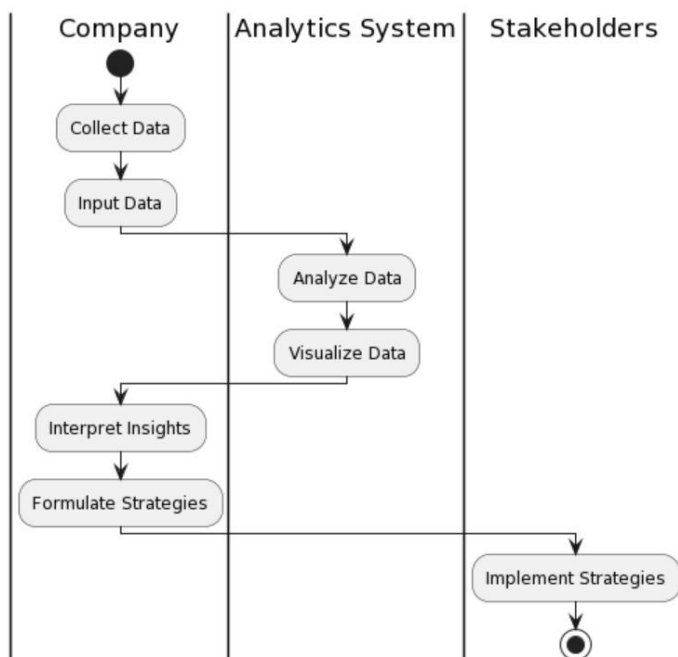 Company Analytics System Stakeholders
Collect Data
Input Data
Analyze Data
Visualize Data
Interpret Insights
Formulate Strategies
Implement Strategies